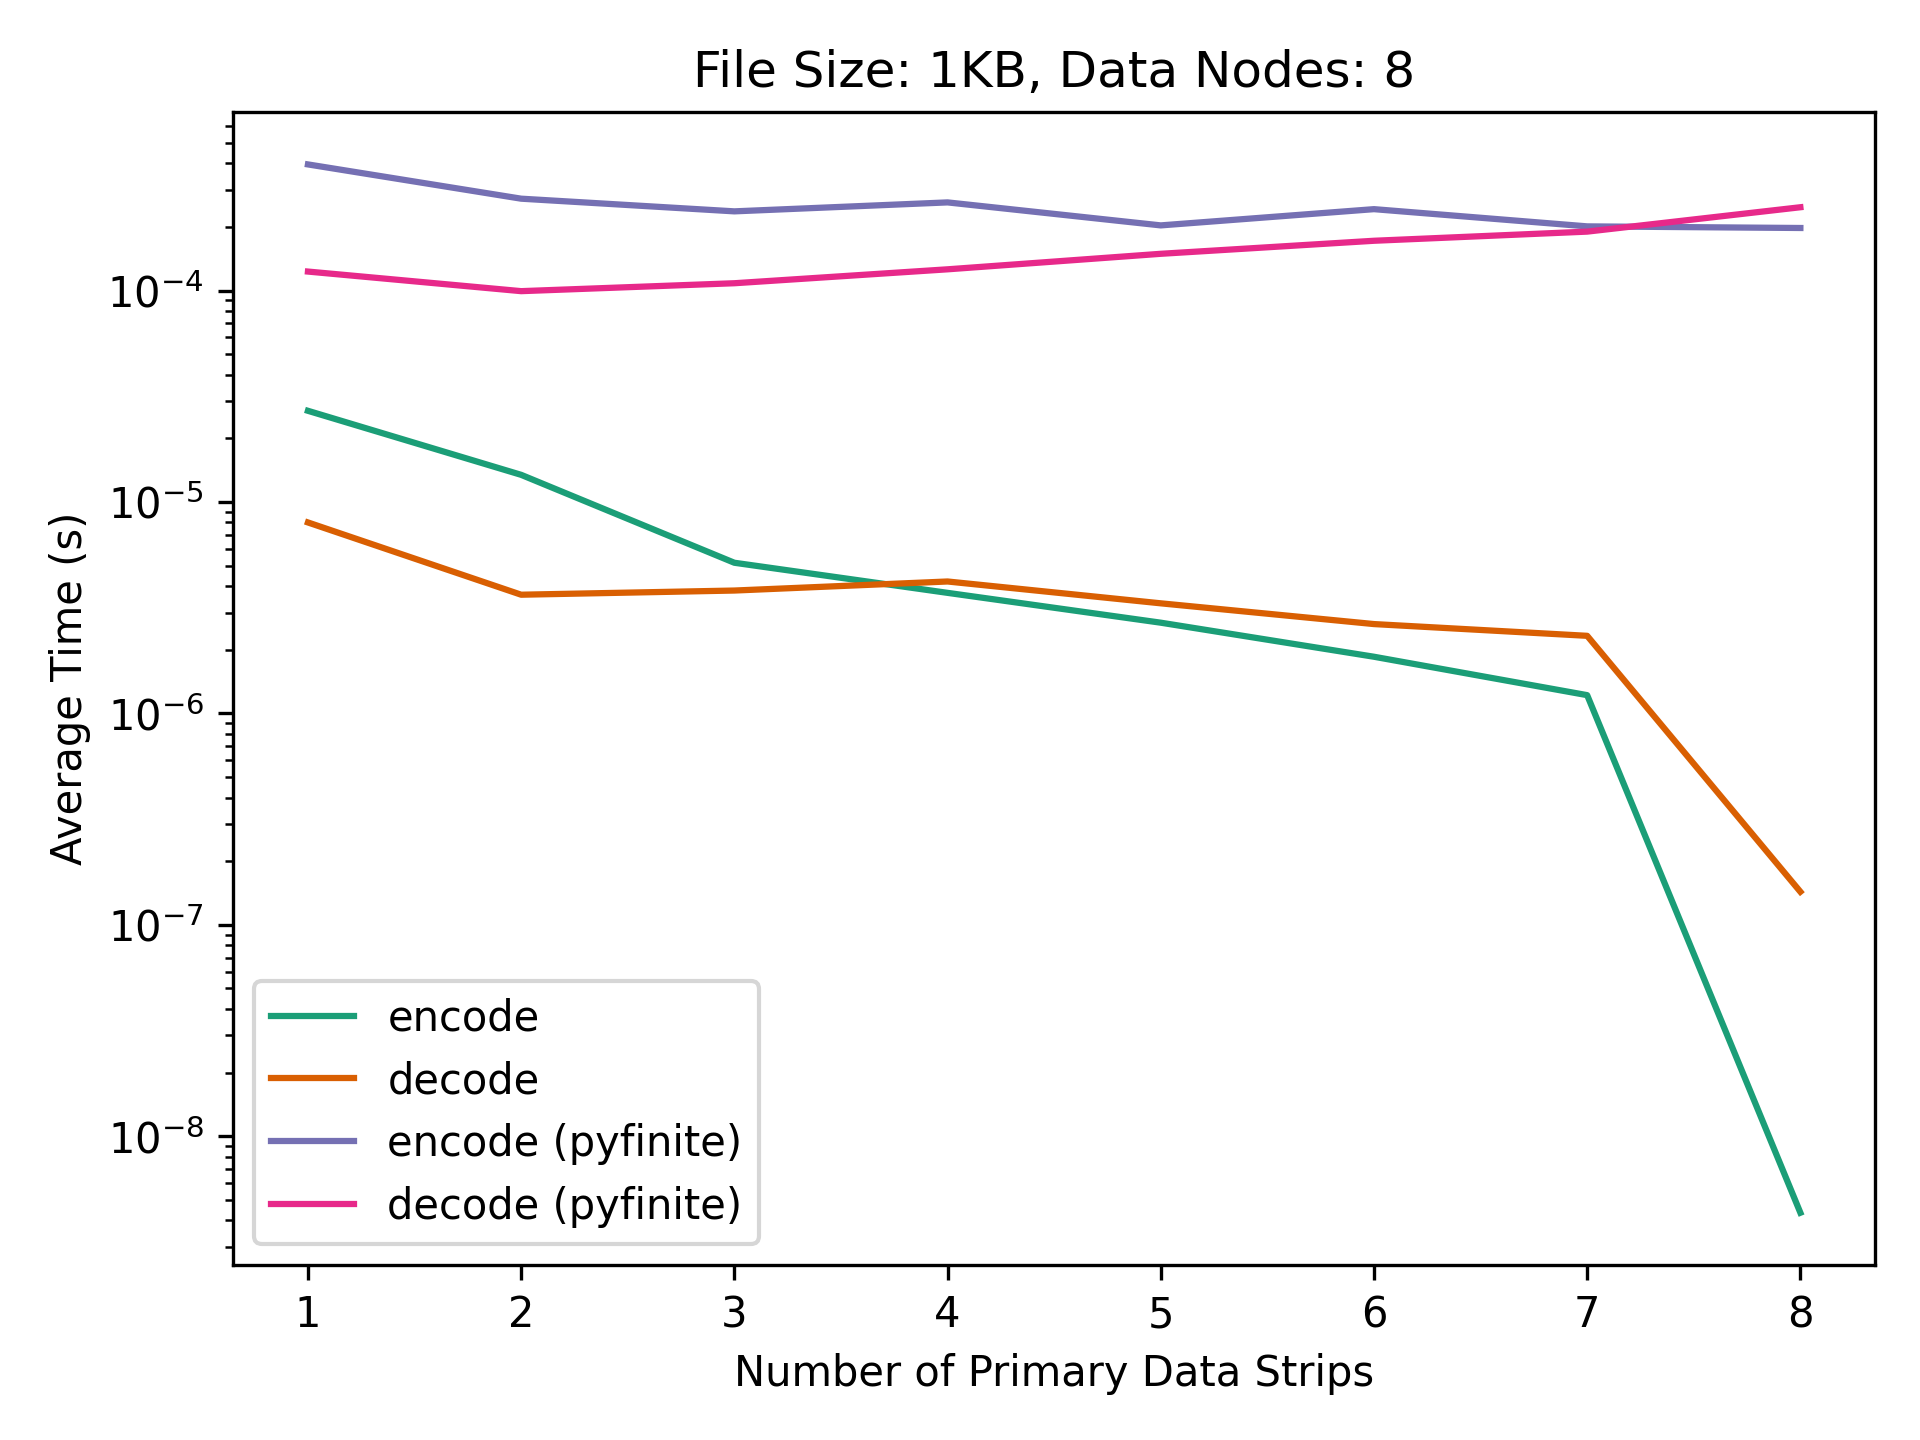 File Size: 1KB, Data Nodes: 8
Average Time (s)
10⁻⁴
10⁻⁵
10⁻⁶
10⁻⁷
10⁻⁸
encode
decode
encode (pyfinite)
decode (pyfinite)
1 2 3 4 5 6 7 8
Number of Primary Data Strips